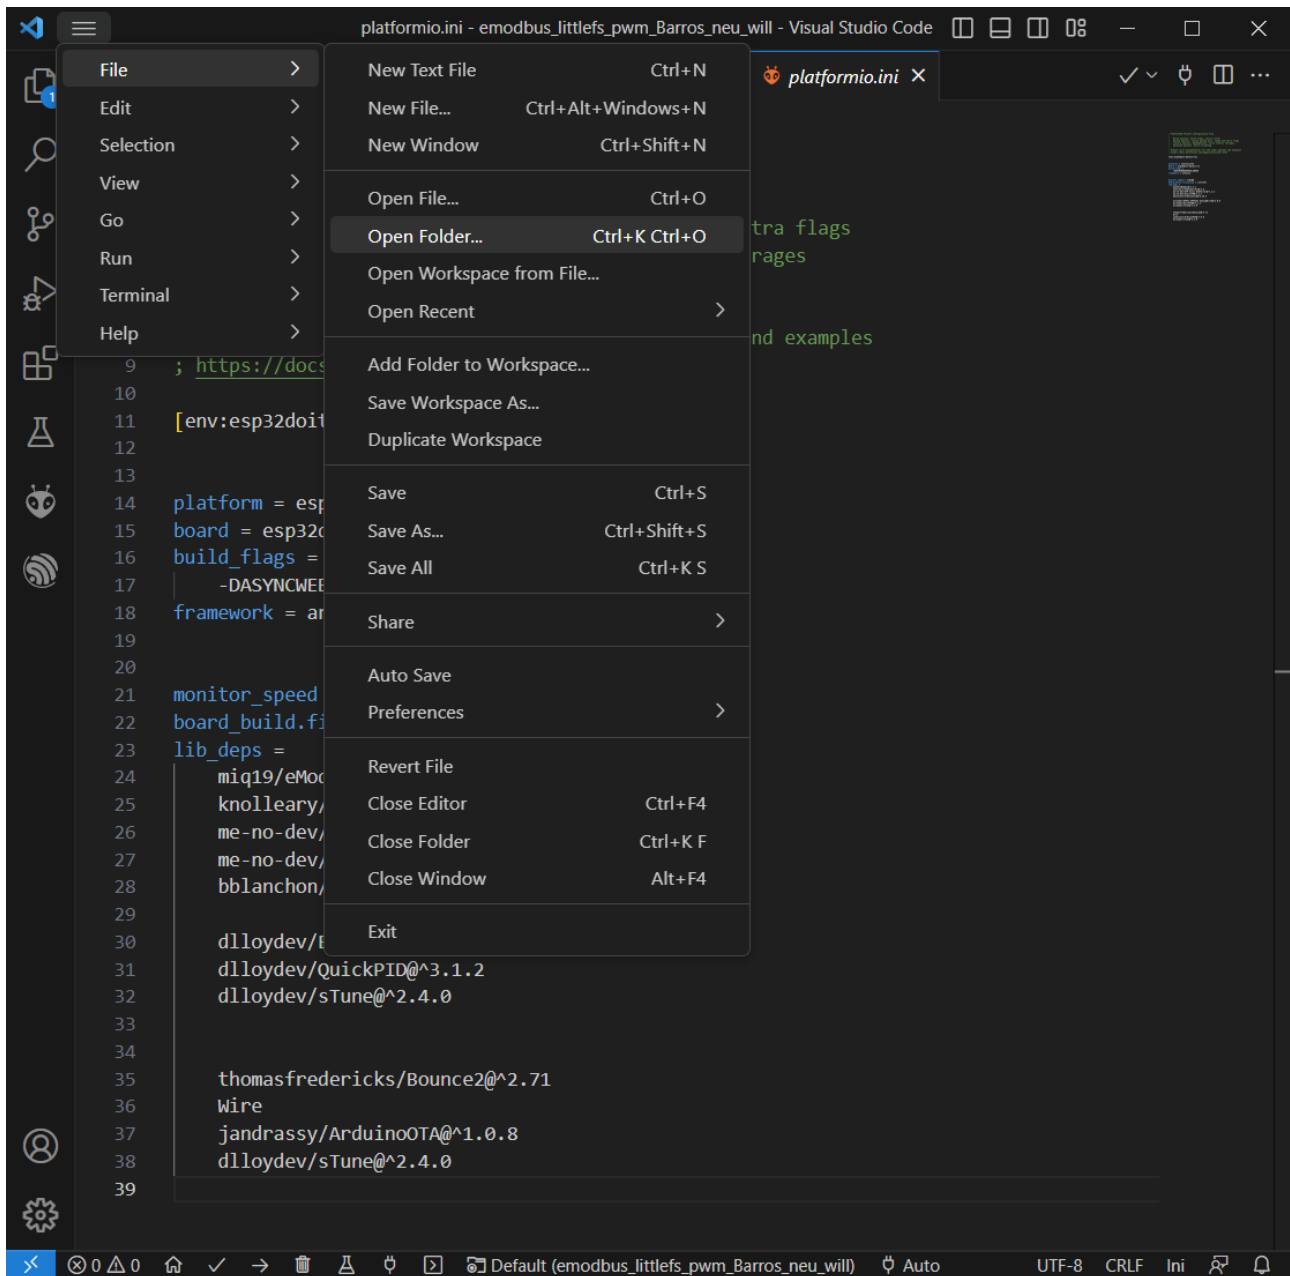 platformio.ini - emodbus_littlefs_pwm_Barros_neu_will - Visual Studio Code
File
Edit
Selection
View
Go
Run
Terminal
Help
1
New Text File Ctrl+N
New File... Ctrl+Alt+Windows+N
New Window Ctrl+Shift+N
Open File... Ctrl+O
Open Folder... Ctrl+K Ctrl+O
Open Workspace from File...
Open Recent
Add Folder to Workspace...
Save Workspace As...
Duplicate Workspace
Save Ctrl+S
Save As... Ctrl+Shift+S
Save All Ctrl+K S
Share
Auto Save
Preferences
Revert File
Close Editor Ctrl+F4
Close Folder Ctrl+K F
Close Window Alt+F4
Exit
platformio.ini
tra flags
rages
nd examples
9 ; https://docs
10
11 [env:esp32doit
12
13
14 platform = esp
15 board = esp32d
16 build_flags =
17 -DASYNCWEB
18 framework = ar
19
20
21 monitor_speed
22 board_build.fi
23 lib_deps =
24 miq19/eMod
25 knolleary/
26 me-no-dev/
27 me-no-dev/
28 bblanchon/
29
30 dlloydev/E
31 dlloydev/QuickPID@^3.1.2
32 dlloydev/sTune@^2.4.0
33
34
35 thomasfredericks/Bounce2@^2.71
36 Wire
37 jandrassy/ArduinoOTA@^1.0.8
38 dlloydev/sTune@^2.4.0
39
0 0 Default (emodbus_littlefs_pwm_Barros_neu_will) Auto UTF-8 CRLF Ini